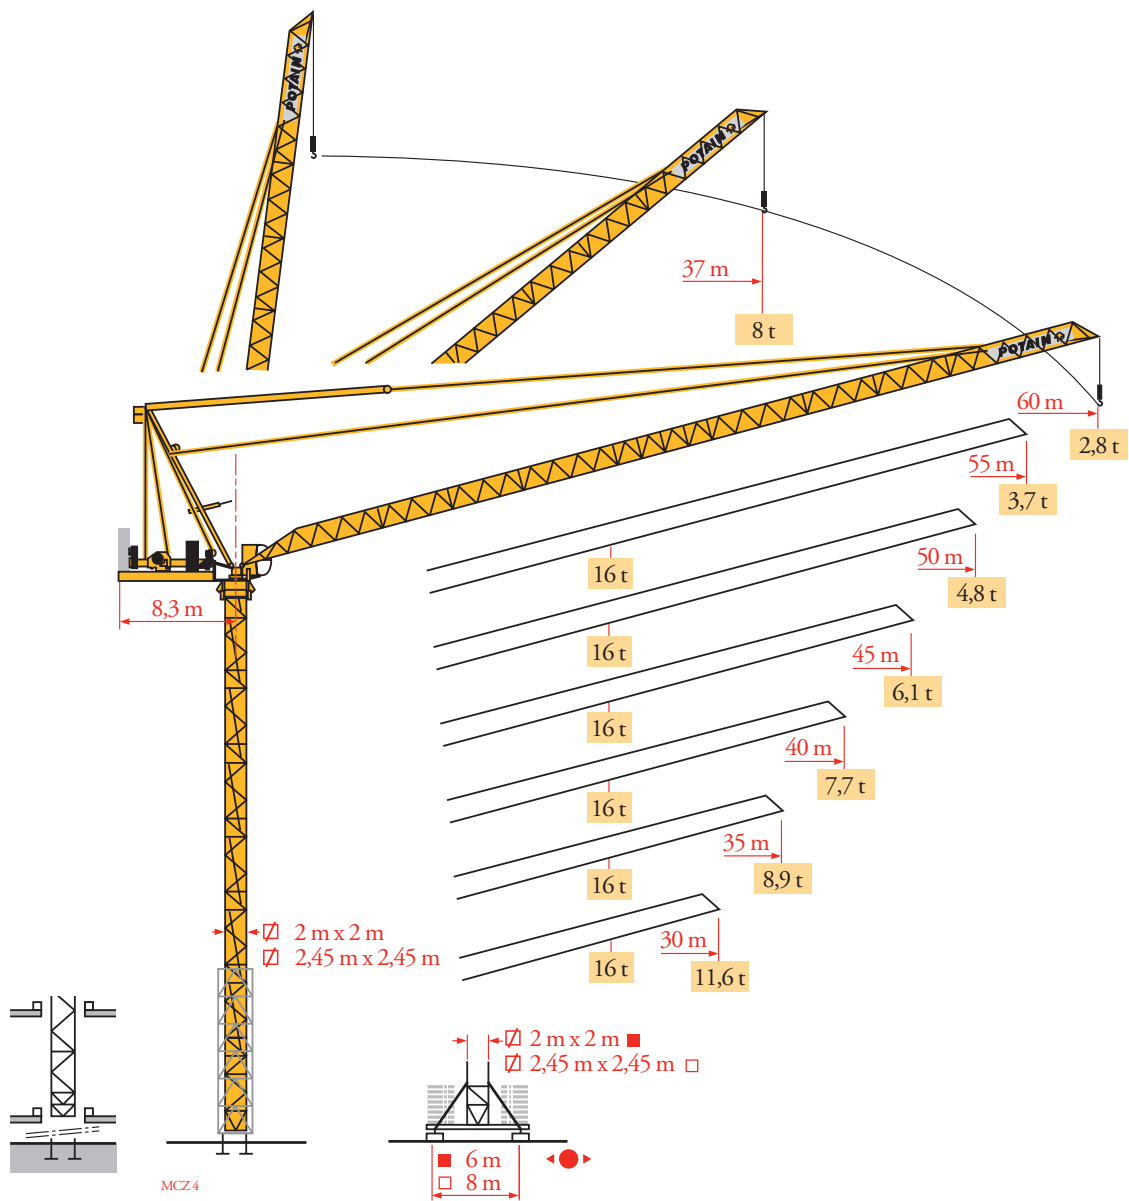 POTAIN
POTAIN
37 m
8 t
POTAIN
60 m
2,8 t
55 m
3,7 t
16 t
50 m
4,8 t
8,3 m
16 t
45 m
6,1 t
16 t
40 m
7,7 t
16 t
35 m
8,9 t
16 t
30 m
11,6 t
16 t
2 m x 2 m
2,45 m x 2,45 m
2 m x 2 m
2,45 m x 2,45 m
6 m
8 m
MCZ 4